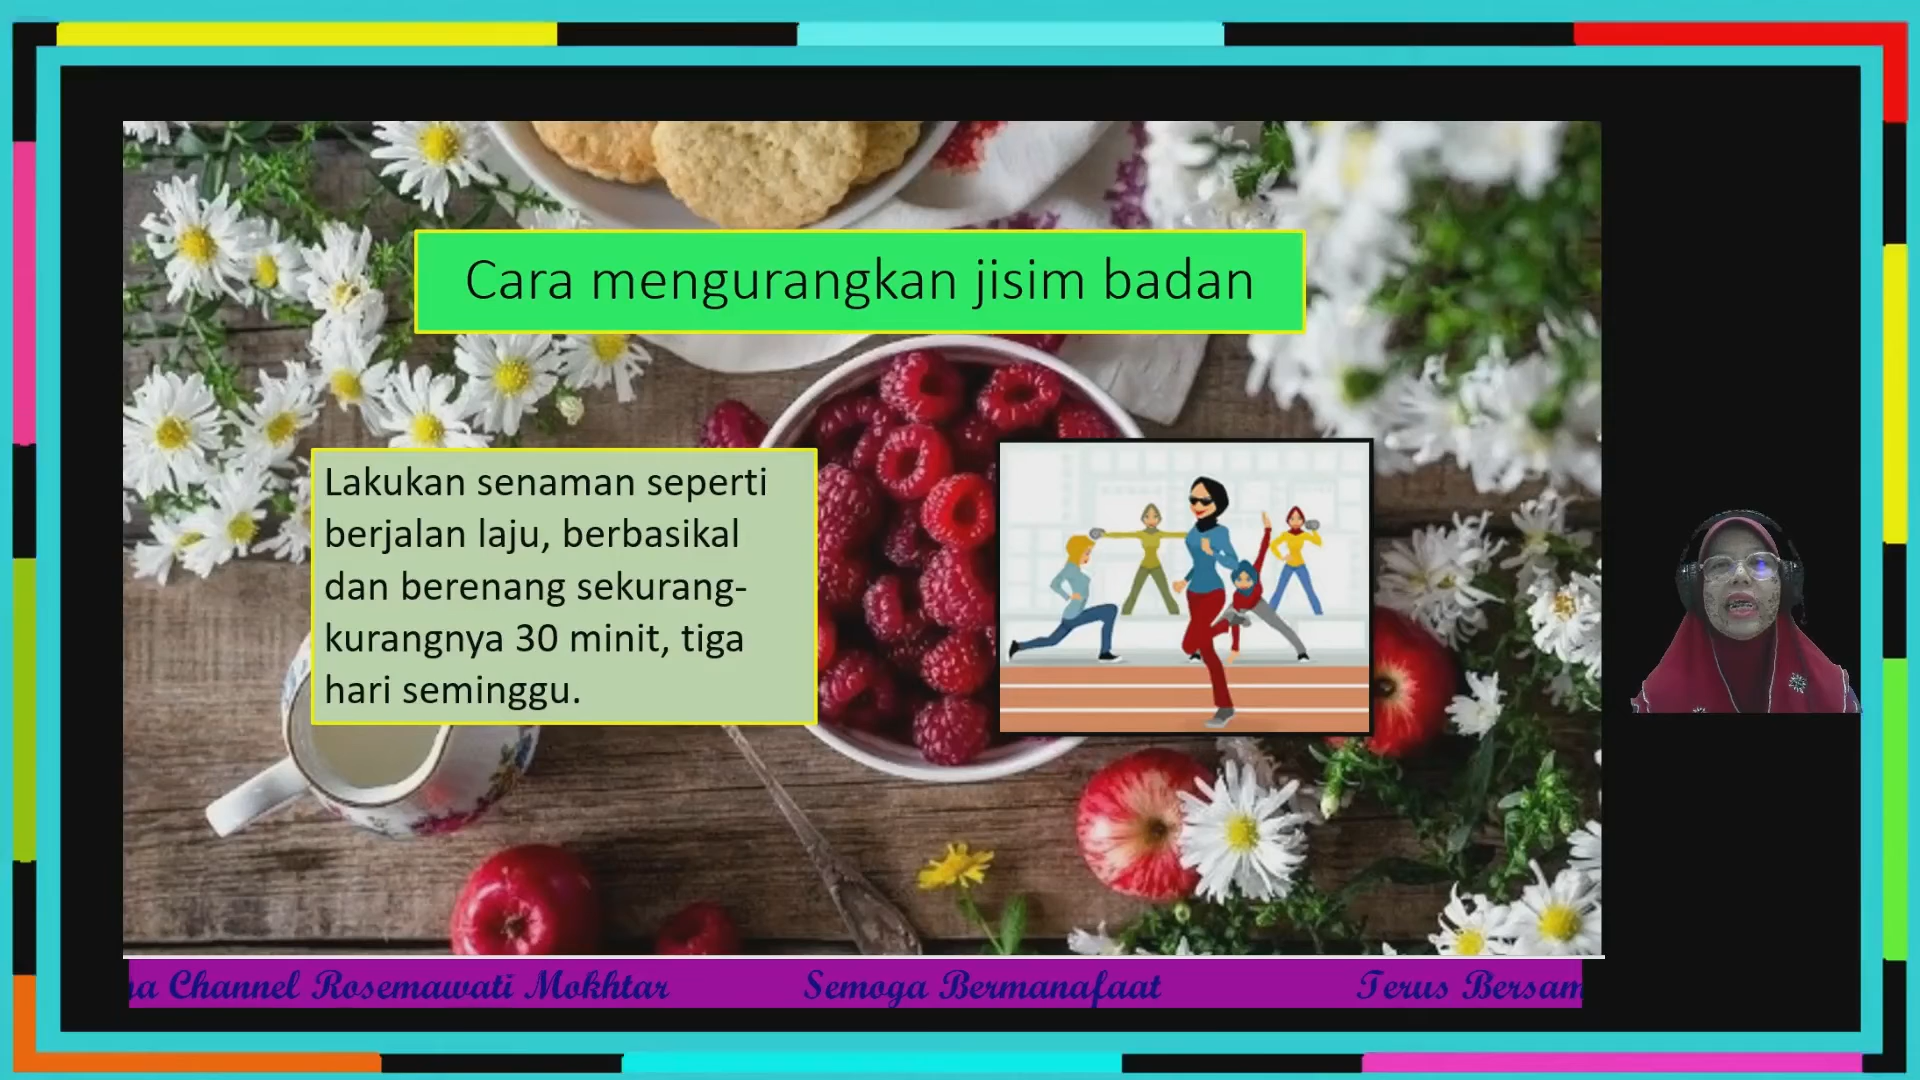 Cara mengurangkan jisim badan
Lakukan senaman seperti
berjalan laju, berbasikal
dan berenang sekurang-
kurangnya 30 minit, tiga
hari seminggu.
a Channel Rosemawati Mokhtar Semoga Bermanafaat Terus Bersam